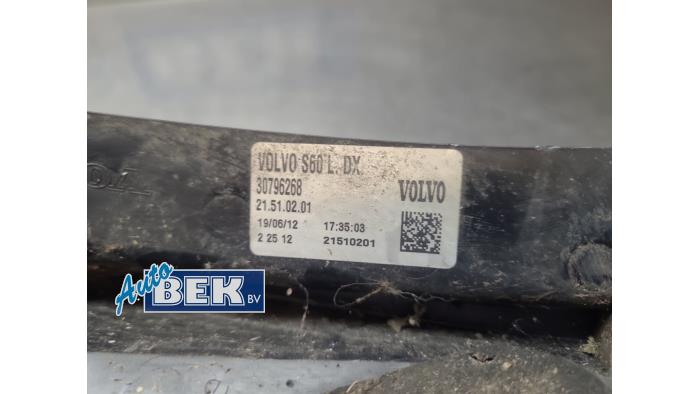 VOLVO S60 L. DX
30796268
VOLVO
21.51.02.01
19/06/12 17:35:03
2 25 12 21510201
Auto
BEK BV